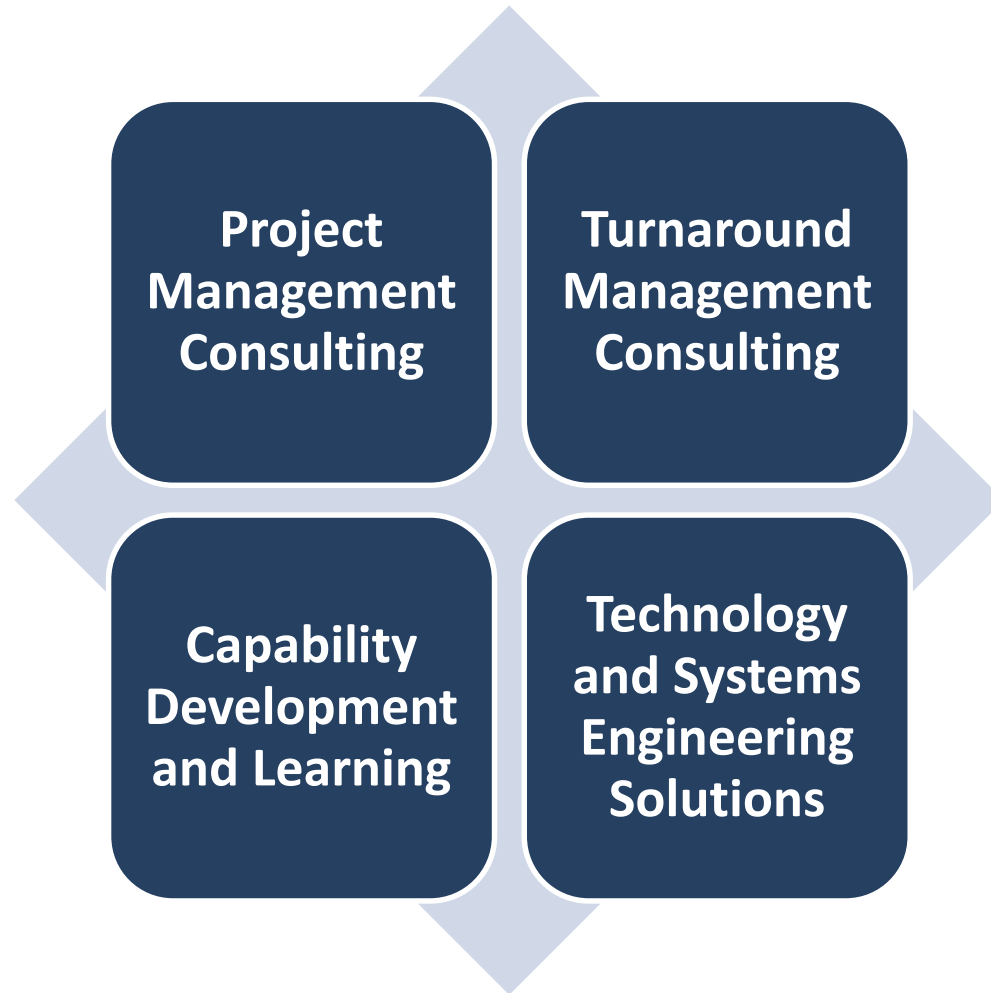 Project
Management
Consulting
Turnaround
Management
Consulting
Capability
Development
and Learning
Technology
and Systems
Engineering
Solutions